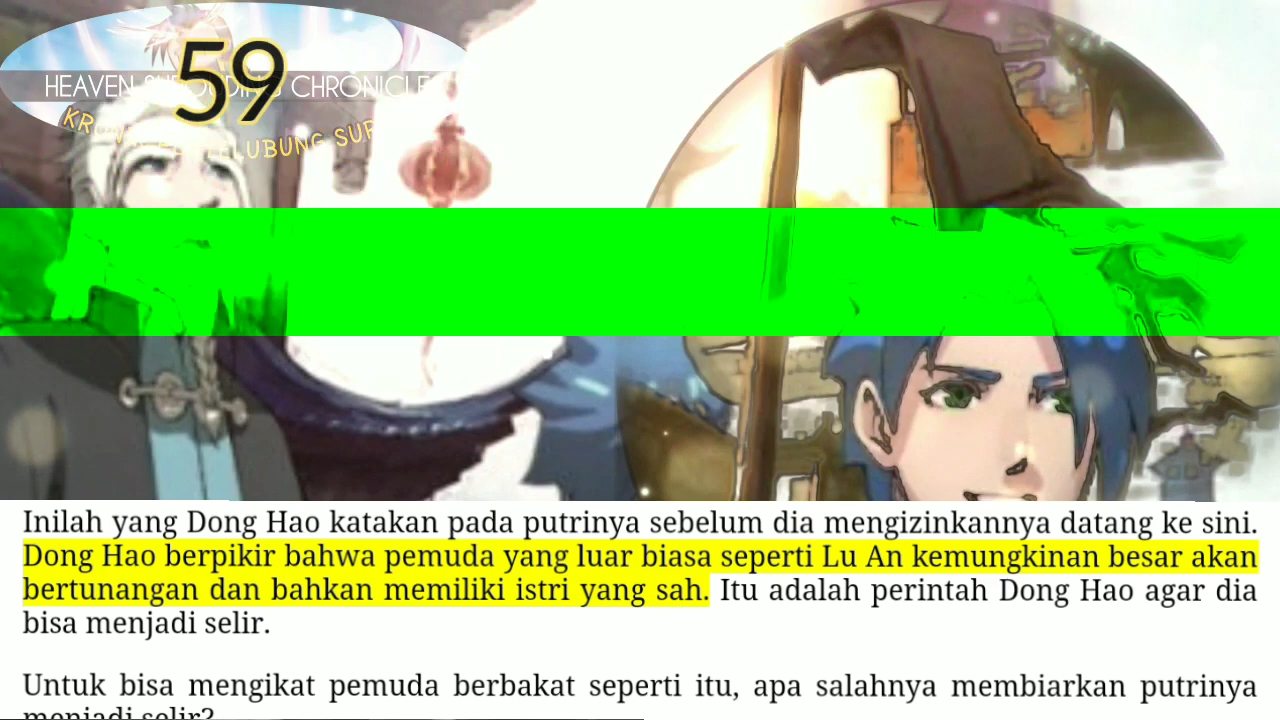 59
HEAVEN CHRONICLE
Inilah yang Dong Hao katakan pada putrinya sebelum dia mengizinkannya datang ke sini.
Dong Hao berpikir bahwa pemuda yang luar biasa seperti Lu An kemungkinan besar akan
bertunangan dan bahkan memiliki istri yang sah. Itu adalah perintah Dong Hao agar dia
bisa menjadi selir.
Untuk bisa mengikat pemuda berbakat seperti itu, apa salahnya membiarkan putrinya
menjadi selir?